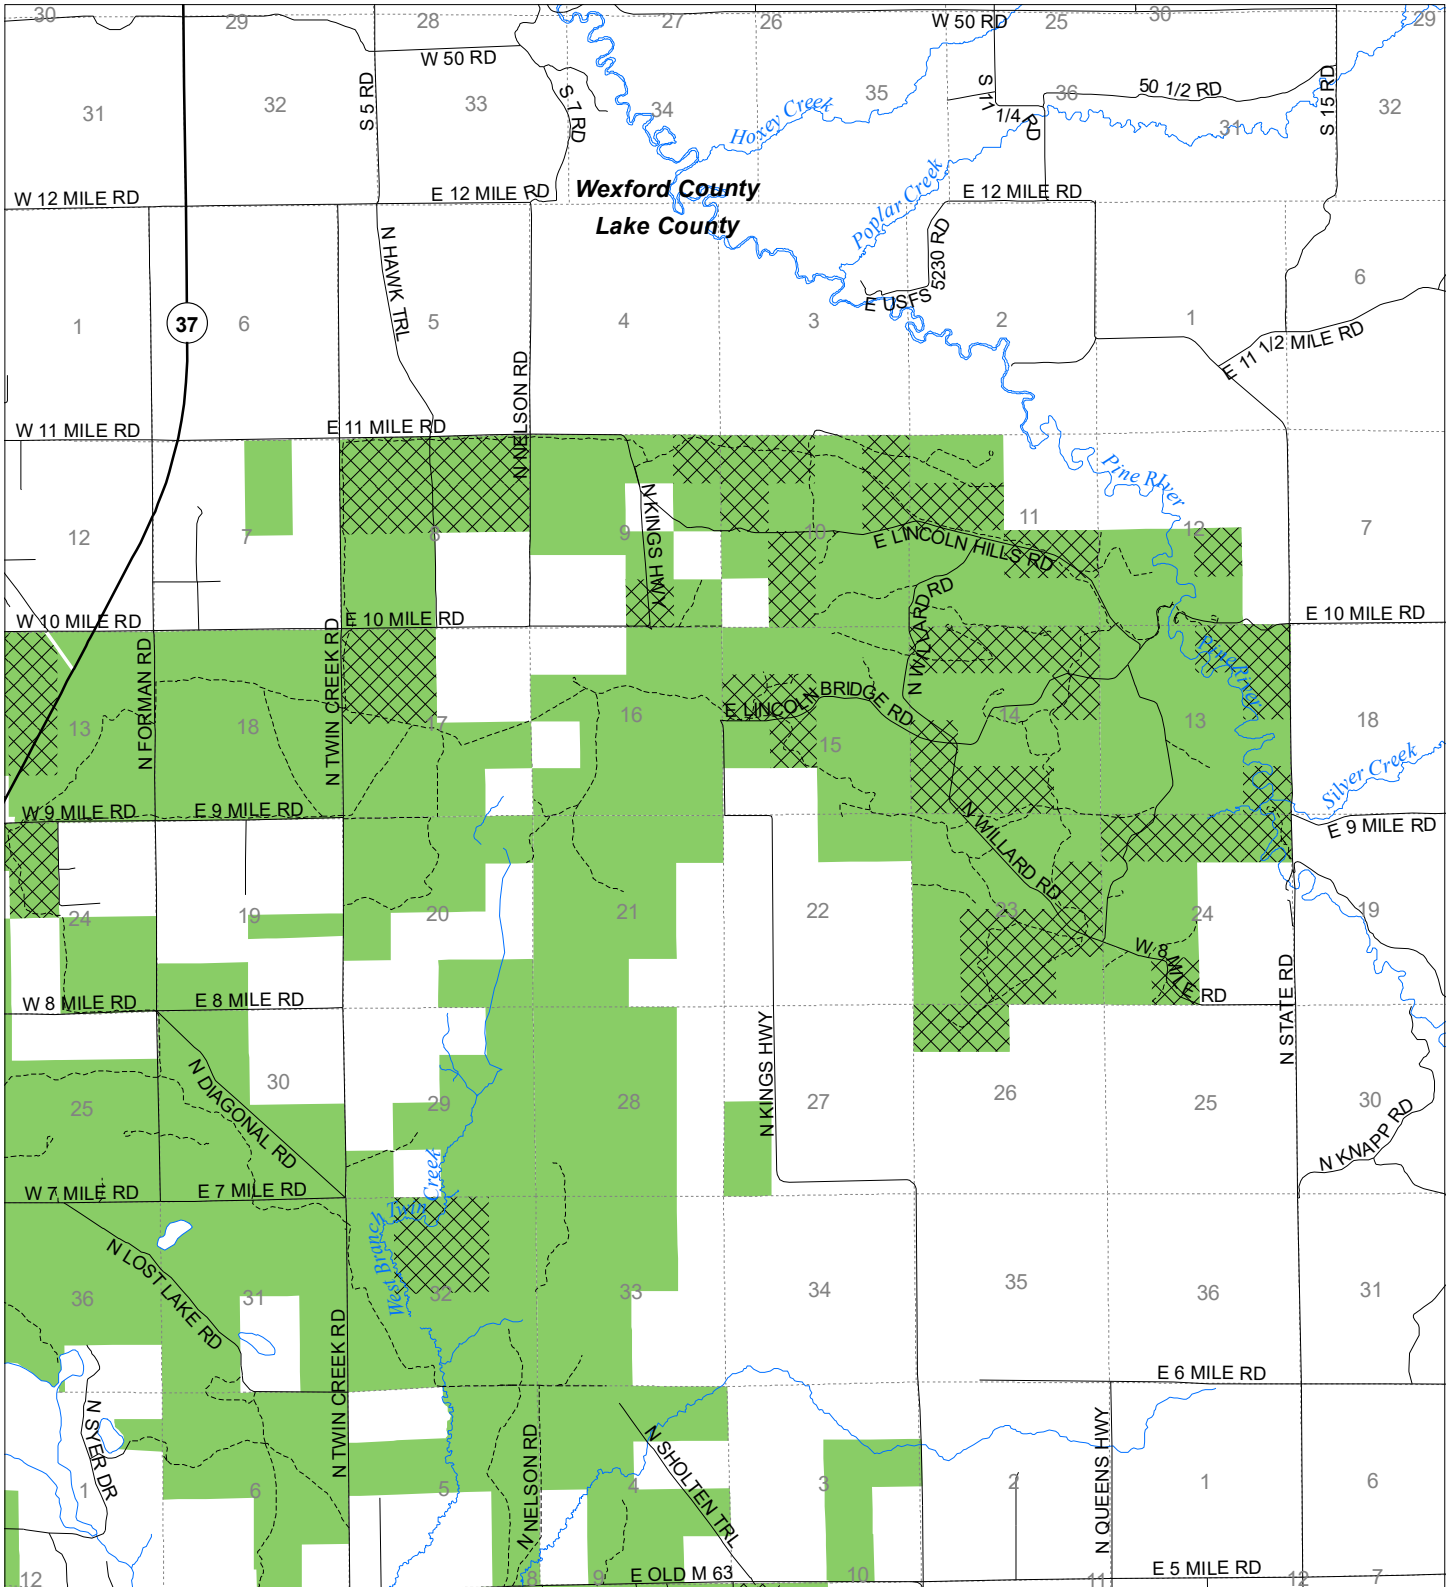 30
29
28
27
26
W 50 RD
25
30
29
W 50 RD
31
32
S 5 RD
33
S 7 RD
34
35
Hoxey Creek
S 11 1/4 RD
36
50 1/2 RD
31
S 15 RD
32
W 12 MILE RD
E 12 MILE RD
Wexford County
Lake County
Poplar Creek
E 12 MILE RD
N HAWK TRL
E USFS 5230 RD
1
37
6
5
4
3
2
1
6
E 11 1/2 MILE RD
N NELSON RD
W 11 MILE RD
E 11 MILE RD
Pine River
12
7
8
9
N KINGS HWY
10
E LINCOLN HILLS RD
11
12
7
W 10 MILE RD
E 10 MILE RD
N WILLARD RD
E 10 MILE RD
Pine River
13
N FORMAN RD
18
N TWIN CREEK RD
17
16
E LINCOLN BRIDGE RD
15
14
13
18
Silver Creek
W 9 MILE RD
E 9 MILE RD
N WILLARD RD
E 9 MILE RD
24
19
20
21
22
23
24
19
W 8 MILE RD
W 8 MILE RD
E 8 MILE RD
N STATE RD
N DIAGONAL RD
30
25
29
28
N KINGS HWY
27
26
25
30
N KNAPP RD
W 7 MILE RD
E 7 MILE RD
West Branch Twin Creek
N LOST LAKE RD
36
31
32
33
34
35
36
31
N TWIN CREEK RD
E 6 MILE RD
N SYER DR
N NELSON RD
N SHOLTEN TRL
N QUEENS HWY
1
6
5
4
3
2
1
6
12
8
9
E OLD M 63
10
11
E 5 MILE RD
12
7